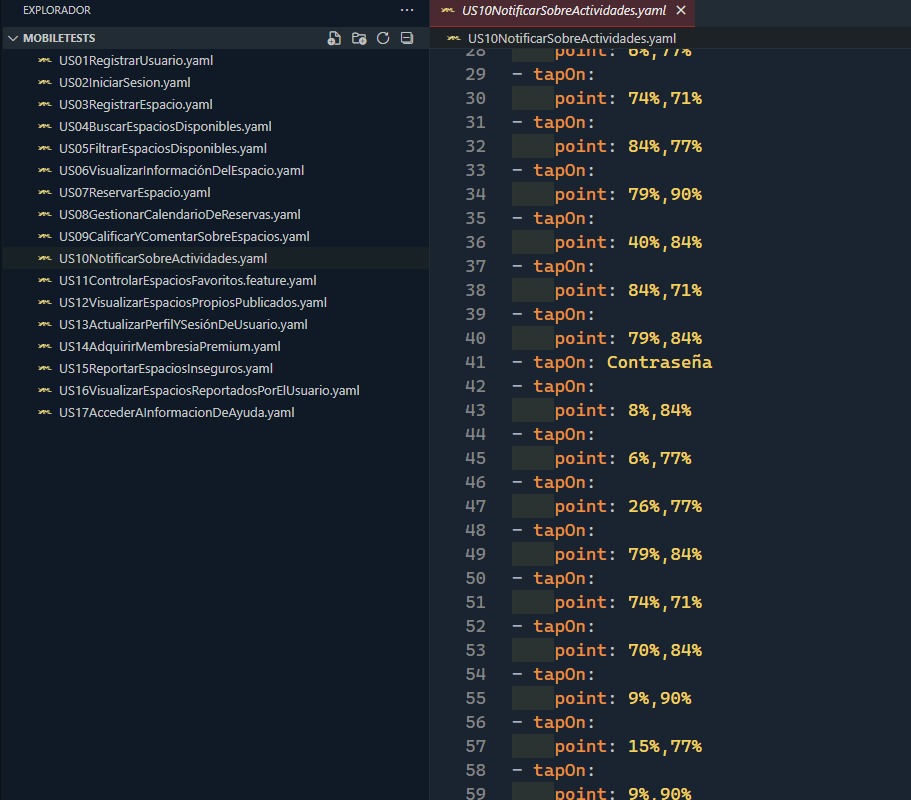 EXPLORADOR
MOBILETESTS
US01RegistrarUsuario.yaml
US02IniciarSesion.yaml
US03RegistrarEspacio.yaml
US04BuscarEspaciosDisponibles.yaml
US05FiltrarEspaciosDisponibles.yaml
US06VisualizarInformaciónDelEspacio.yaml
US07ReservarEspacio.yaml
US08GestionarCalendarioDeReservas.yaml
US09CalificarYComentarSobreEspacios.yaml
US10NotificarSobreActividades.yaml
US11ControlarEspaciosFavoritos.feature.yaml
US12VisualizarEspaciosPropiosPublicados.yaml
US13ActualizarPerfilYSesiónDeUsuario.yaml
US14AdquirirMembresiaPremium.yaml
US15ReportarEspaciosInseguros.yaml
US16VisualizarEspaciosReportadosPorElUsuario.yaml
US17AccederAInformacionDeAyuda.yaml
US10NotificarSobreActividades.yaml
US10NotificarSobreActividades.yaml
28 point: 6%,77%
29 - tapOn:
30 point: 74%,71%
31 - tapOn:
32 point: 84%,77%
33 - tapOn:
34 point: 79%,90%
35 - tapOn:
36 point: 40%,84%
37 - tapOn:
38 point: 84%,71%
39 - tapOn:
40 point: 79%,84%
41 - tapOn: Contraseña
42 - tapOn:
43 point: 8%,84%
44 - tapOn:
45 point: 6%,77%
46 - tapOn:
47 point: 26%,77%
48 - tapOn:
49 point: 79%,84%
50 - tapOn:
51 point: 74%,71%
52 - tapOn:
53 point: 70%,84%
54 - tapOn:
55 point: 9%,90%
56 - tapOn:
57 point: 15%,77%
58 - tapOn:
59 point: 9%,90%